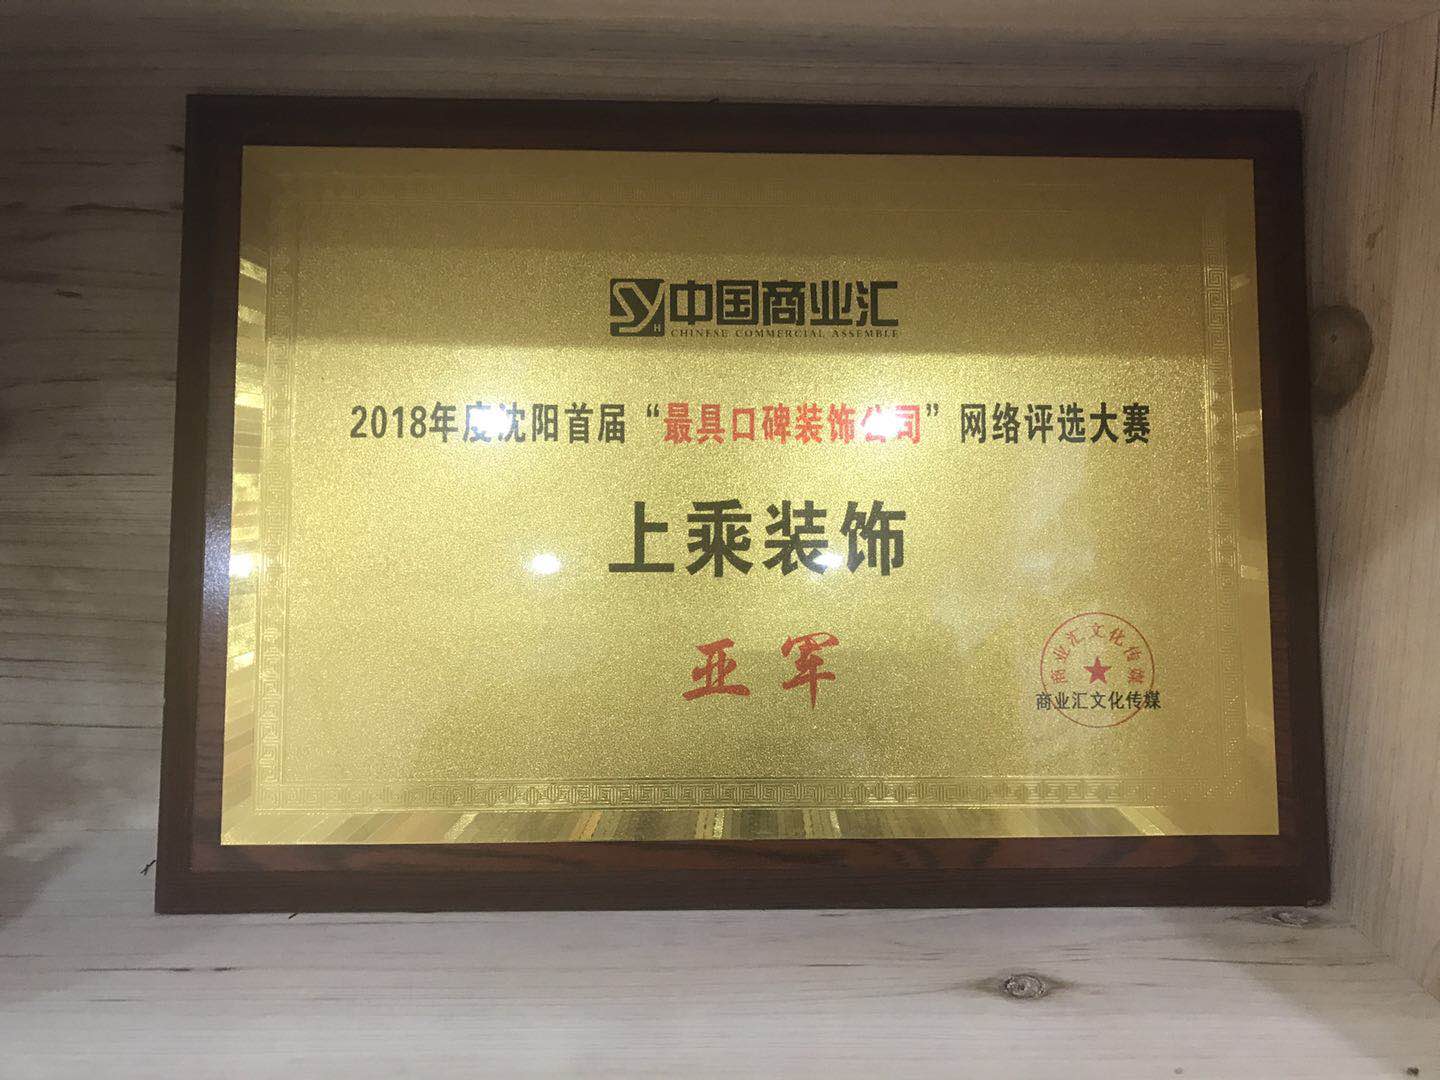 SY H 中国商业汇
CHINESE COMMERCIAL ASSEMBLE
2018年度沈阳首届“最具口碑装饰公司”网络评选大赛
上乘装饰
亚军
商业汇文化传媒
商业汇文化传媒